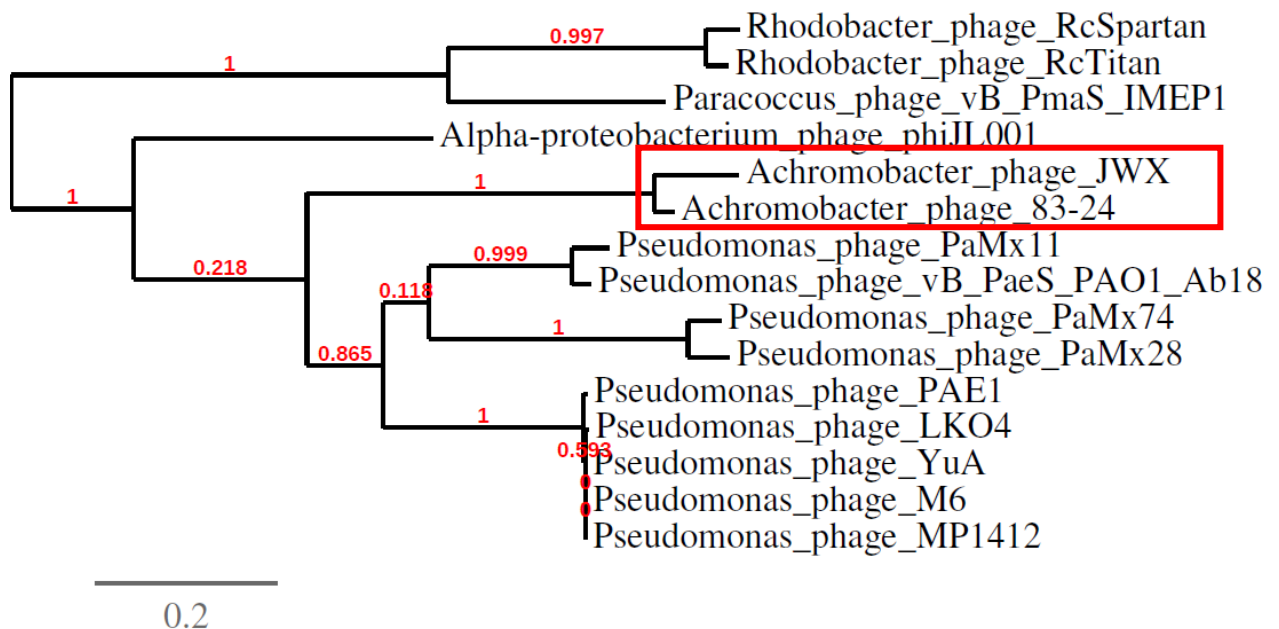 Rhodobacter_phage_RcSpartan
0.997
1
Rhodobacter_phage_RcTitan
Paracoccus_phage_vB_PmaS_IMEP1
Alpha-proteobacterium_phage_phiJL001
Achromobacter_phage_JWX
1
1
Achromobacter_phage_83-24
Pseudomonas_phage_PaMx11
0.999
0.218
Pseudomonas_phage_vB_PaeS_PAO1_Ab18
0.118
Pseudomonas_phage_PaMx74
1
0.865
Pseudomonas_phage_PaMx28
Pseudomonas_phage_PAE1
1
Pseudomonas_phage_LKO4
0.593
Pseudomonas_phage_YuA
0
Pseudomonas_phage_M6
0
Pseudomonas_phage_MP1412
0.2